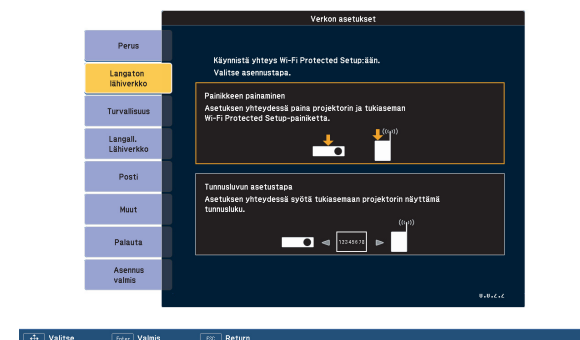 Verkon asetukset
Perus
Langaton
lähiverkko
Turvallisuus
Langall.
Lähiverkko
Posti
Muut
Palauta
Asennus
valmis
Käynnistä yhteys Wi-Fi Protected Setup:ään.
Valitse asennustapa.
Painikkeen painaminen
Asetuksen yhteydessä paina projektorin ja tukiaseman
Wi-Fi Protected Setup-painiketta.
Tunnusluvun asetustapa
Asetuksen yhteydessä syötä tukiasemaan projektorin näyttämä
tunnusluku.
12345678
Valitse Enter Valmis ESC Return